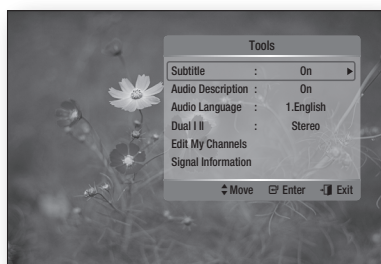 Tools
Subtitle : On
Audio Description : On
Audio Language : 1.English
Dual I II : Stereo
Edit My Channels
Signal Information
Move Enter Exit